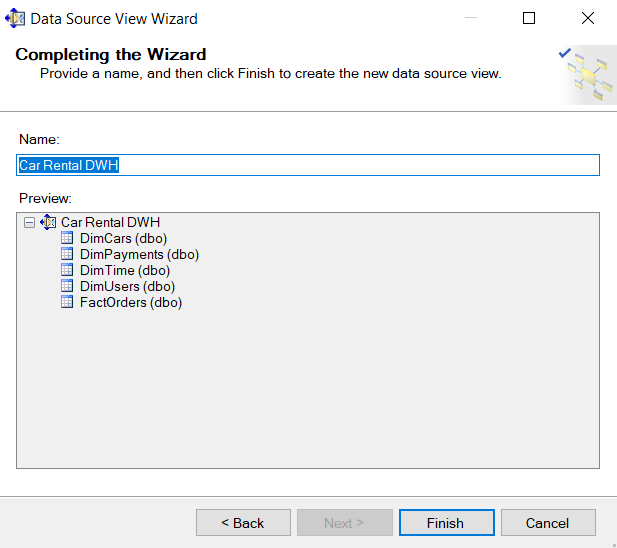 Data Source View Wizard
Completing the Wizard
Provide a name, and then click Finish to create the new data source view.
Name:
Car Rental DWH
Preview:
Car Rental DWH
DimCars (dbo)
DimPayments (dbo)
DimTime (dbo)
DimUsers (dbo)
FactOrders (dbo)
< Back
Next >
Finish
Cancel